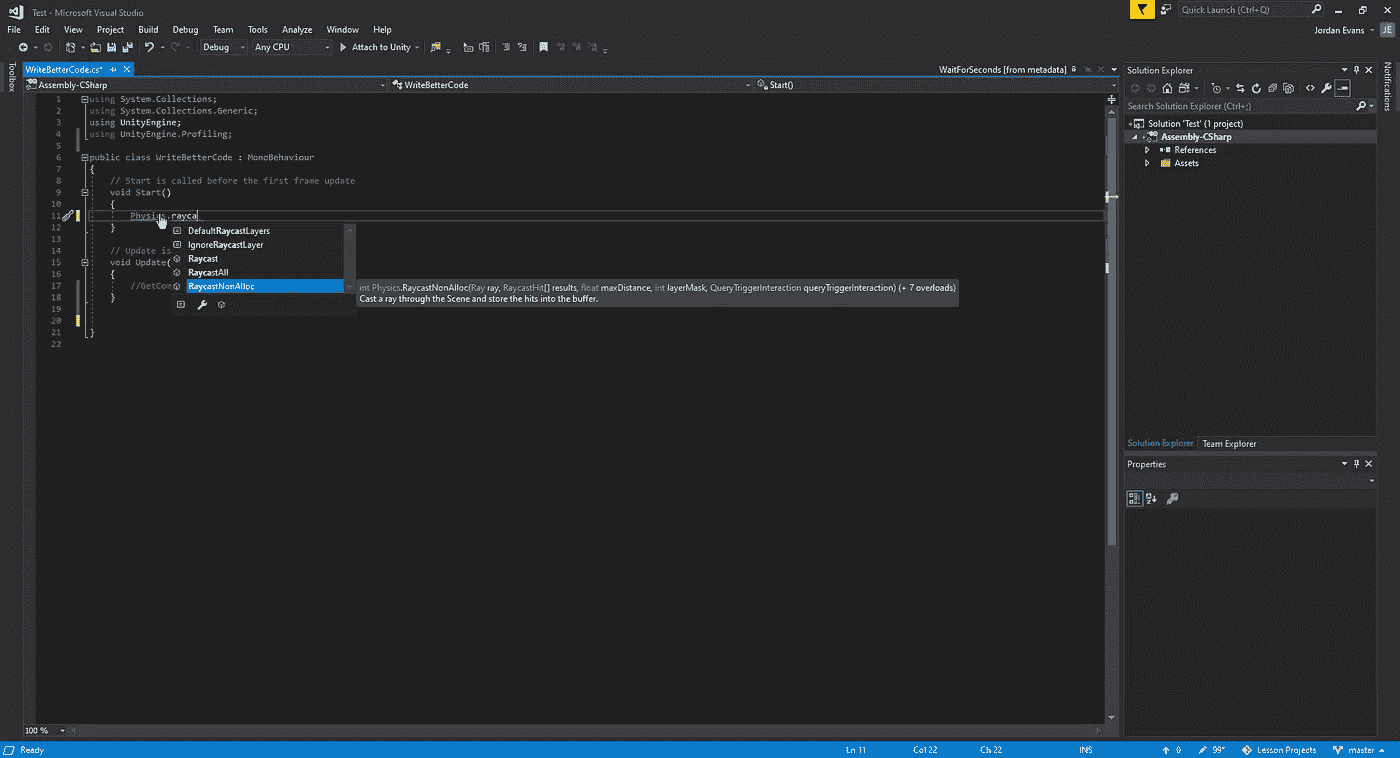 Test - Microsoft Visual Studio
Quick Launch (Ctrl+Q)
File Edit View Project Build Debug Team Tools Analyze Window Help
Jordan Evans JE
Debug Any CPU Attach to Unity
Toolbox
WriteBetterCode.cs*
WaitForSeconds [from metadata]
Assembly-CSharp WriteBetterCode Start()
1 using System.Collections;
2 using System.Collections.Generic;
3 using UnityEngine;
4 using UnityEngine.Profiling;
5
6 public class WriteBetterCode : MonoBehaviour
7 {
8 // Start is called before the first frame update
9 void Start()
10 {
11 Physics.rayca
12 }
13
14 // Update is
15 void Update(
16 {
17 //GetCom
18 }
19
20
21 }
22
DefaultRaycastLayers
IgnoreRaycastLayer
Raycast
RaycastAll
RaycastNonAlloc
int Physics.RaycastNonAlloc(Ray ray, RaycastHit[] results, float maxDistance, int layerMask, QueryTriggerInteraction queryTriggerInteraction) (+ 7 overloads)
Cast a ray through the Scene and store the hits into the buffer.
Solution Explorer
Search Solution Explorer (Ctrl+;)
Solution 'Test' (1 project)
Assembly-CSharp
References
Assets
Solution Explorer Team Explorer
Properties
Notifications
100 %
Ready Ln 11 Col 22 Ch 22 INS 0 99* Lesson Projects master